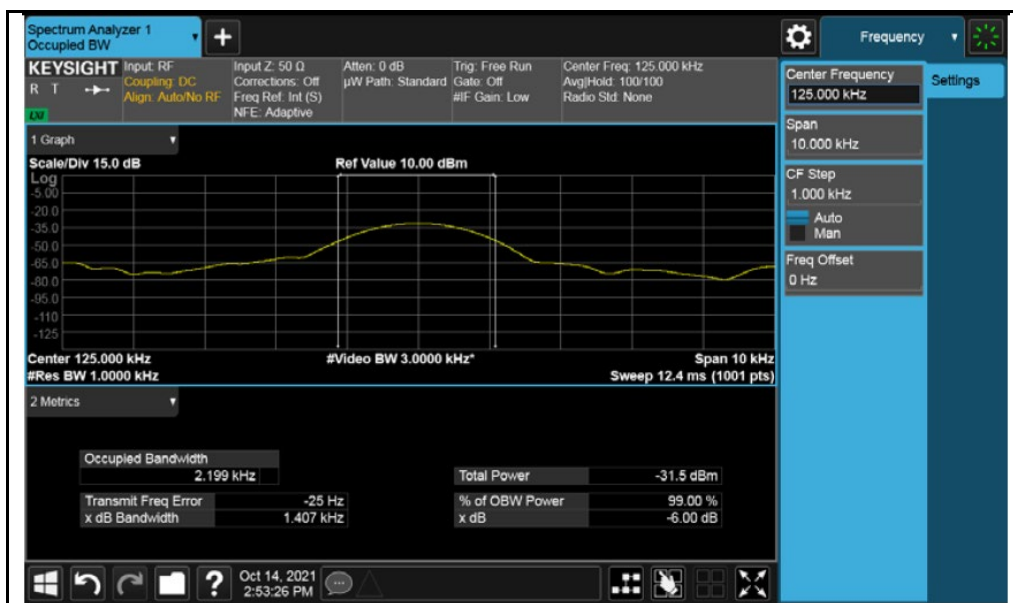 Spectrum Analyzer 1
Occupied BW
Frequency
KEYSIGHT Input: RF Input Z: 50 Ω Atten: 0 dB Trig: Free Run Center Freq: 125.000 kHz
R T Coupling: DC Corrections: Off µW Path: Standard Gate: Off Avg|Hold: 100/100
Align: Auto/No RF Freq Ref: Int (S) #IF Gain: Low Radio Std: None
LXI NFE: Adaptive
1 Graph
Scale/Div 15.0 dB Ref Value 10.00 dBm
Log
-5.00
-20.0
-35.0
-50.0
-65.0
-80.0
-95.0
-110
-125
Center 125.000 kHz #Video BW 3.0000 kHz* Span 10 kHz
#Res BW 1.0000 kHz Sweep 12.4 ms (1001 pts)
2 Metrics
Occupied Bandwidth
2.199 kHz Total Power -31.5 dBm
Transmit Freq Error -25 Hz % of OBW Power 99.00 %
x dB Bandwidth 1.407 kHz x dB -6.00 dB
Oct 14, 2021
2:53:26 PM
Center Frequency
125.000 kHz
Settings
Span
10.000 kHz
CF Step
1.000 kHz
Auto
Man
Freq Offset
0 Hz